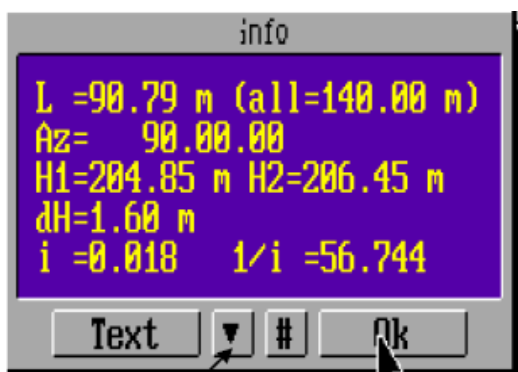 info
L =90.79 m (all=140.00 m)
Az= 90.00.00
H1=204.85 m H2=206.45 m
dH=1.60 m
i =0.018 1/i =56.744
Text ▼ # Ok